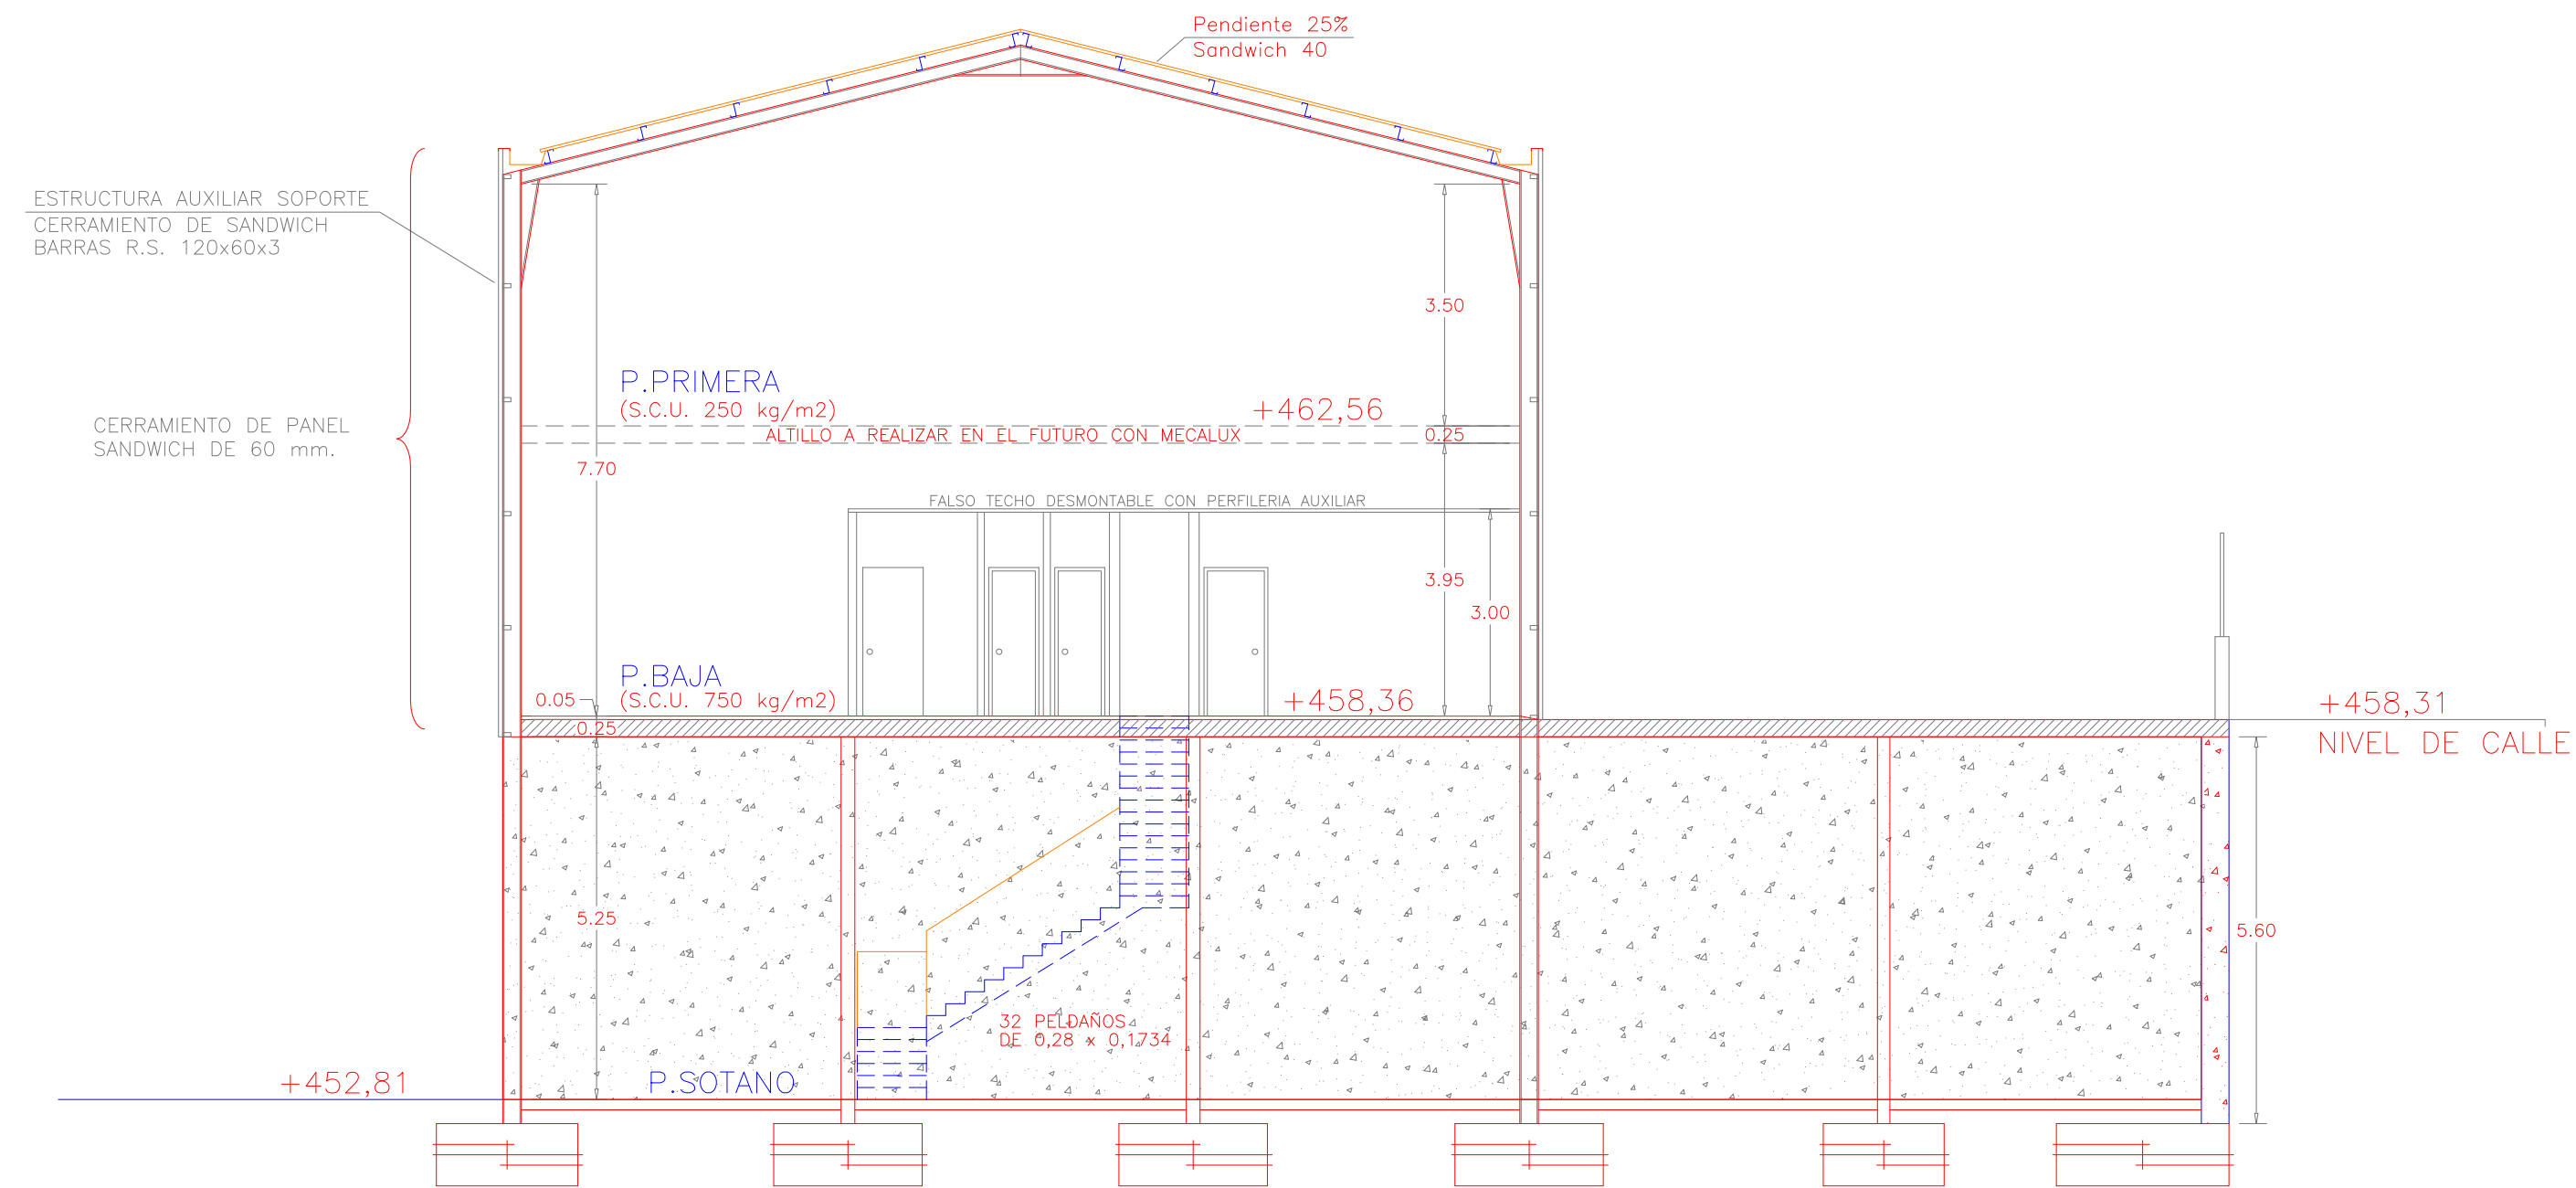 Pendiente 25%
Sandwich 40
ESTRUCTURA AUXILIAR SOPORTE
CERRAMIENTO DE SANDWICH
BARRAS R.S. 120x60x3
3.50
P.PRIMERA
(S.C.U. 250 kg/m2)
+462,56
CERRAMIENTO DE PANEL
SANDWICH DE 60 mm.
ALTILLO A REALIZAR EN EL FUTURO CON MECALUX
0.25
7.70
FALSO TECHO DESMONTABLE CON PERFILERIA AUXILIAR
3.95
3.00
P.BAJA
(S.C.U. 750 kg/m2)
0.05
+458,36
+458,31
0.25
NIVEL DE CALLE
5.25
5.60
32 PELDAÑOS
DE 0,28 x 0,1734
+452,81
P.SOTANO